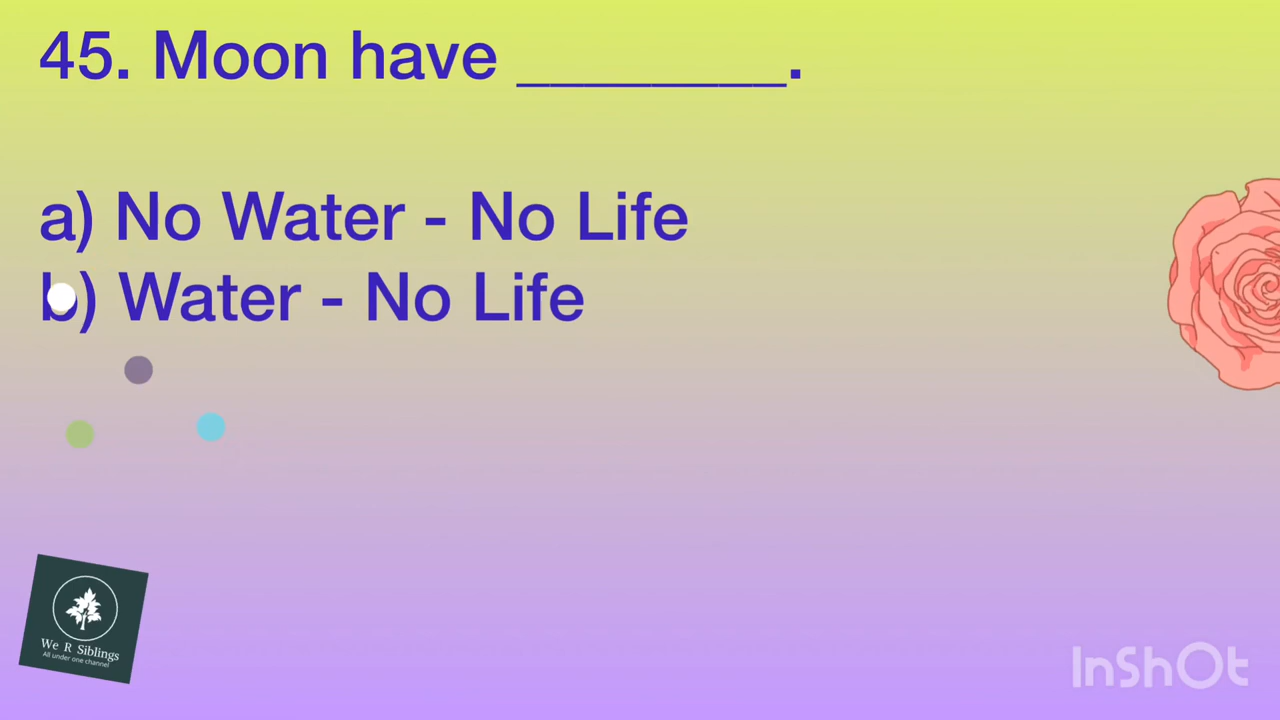 45. Moon have ________.
a) No Water - No Life
b) Water - No Life
We R Siblings
All under one channel
InShOt